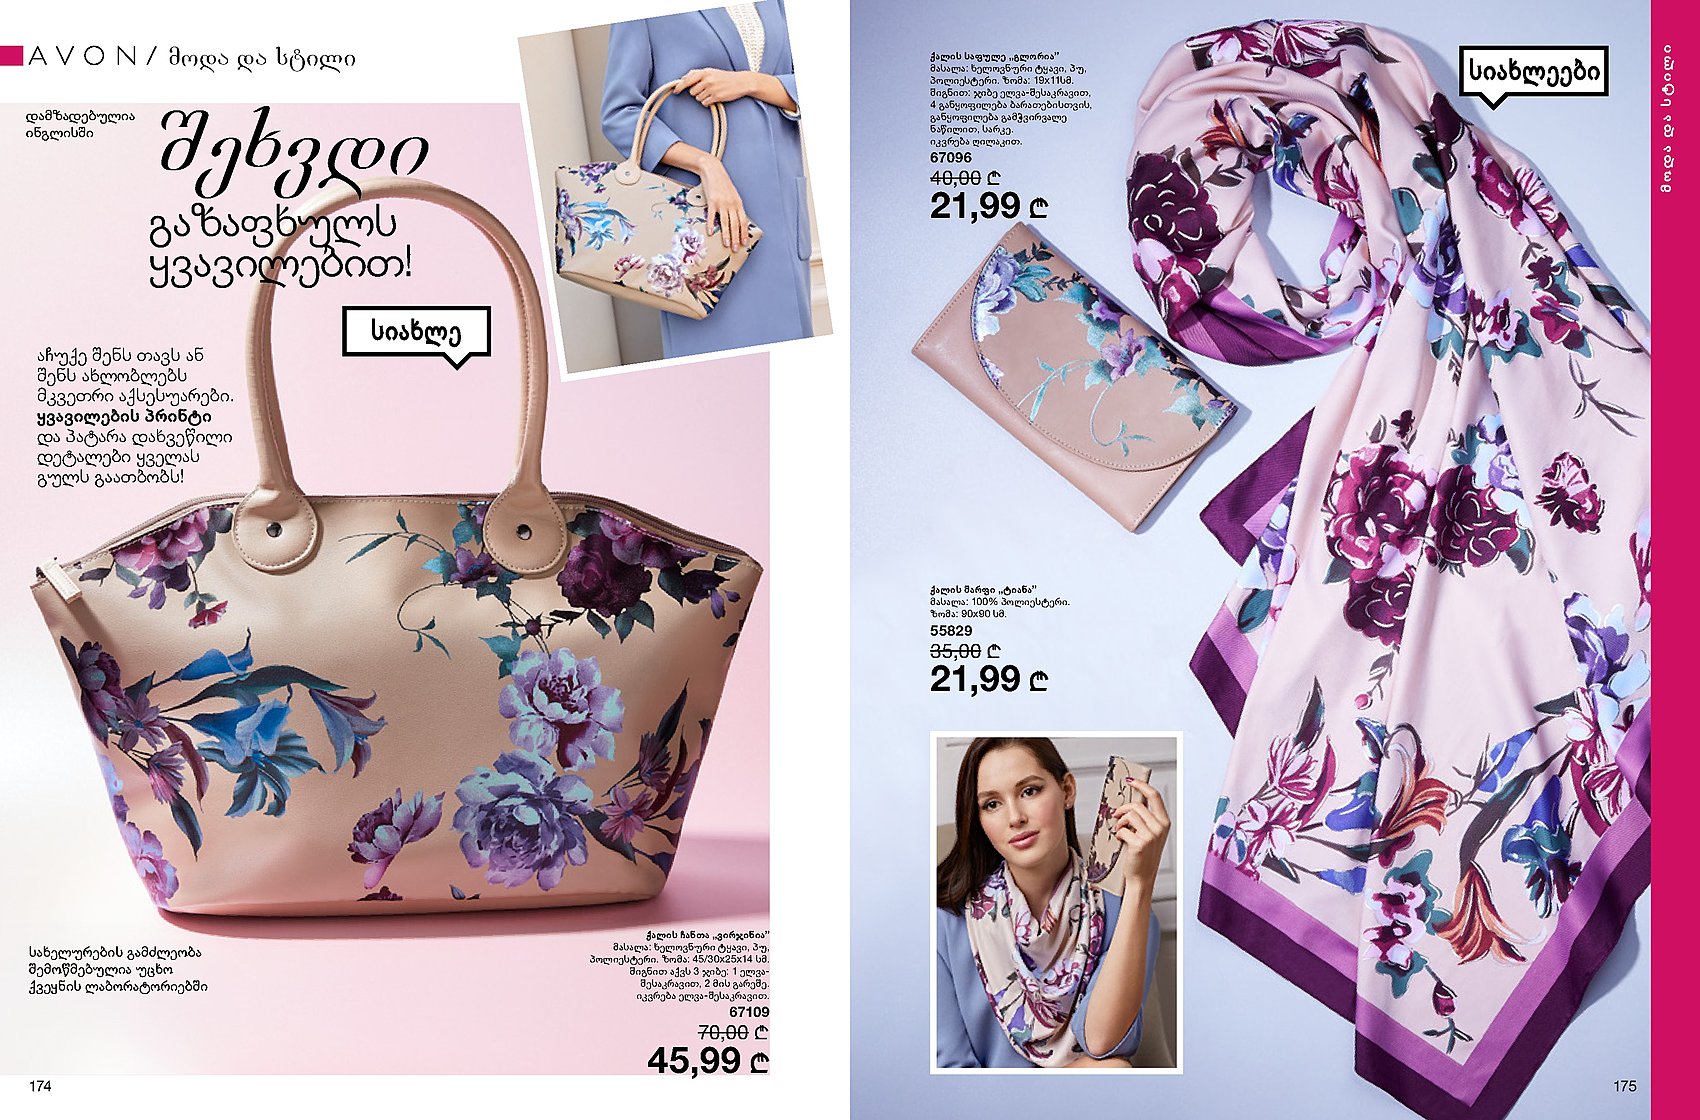 AVON/ მოდა და სტილი
დამზადებულია
ინგლისში
შეხვდი
გაზაფხულს
ყვავილებით!
სიახლე
აჩუქე შენს თავს ან
შენს ახლობლებს
მკვეთრი აქსესუარები.
ყვავილების პრინტი
და პატარა დახვეწილი
დეტალები ყველას
გულს გაათბობს!
სახელურების გამძლეობა
შემოწმებულია უცხო
ქვეყნის ლაბორატორიებში
ქალის ჩანთა „ვირჯინია”
მასალა: ხელოვნური ტყავი, პუ,
პოლიესტერი. ზომა: 45/30x25x14 სმ.
შიგნით აქვს 3 ჯიბე: 1 ელვა-
შესაკრავით, 2 მის გარეშე.
იკვრება ელვა-შესაკრავით.
67109
70,00 ₾
45,99 ₾
174
ქალის საფულე „გლორია”
მასალა: ხელოვნური ტყავი, პუ,
პოლიესტერი. ზომა: 19x11სმ.
შიგნით: ჯიბე ელვა-შესაკრავით,
4 განყოფილება ბარათებისთვის,
განყოფილება გამჭვირვალე
ნაწილით, სარკე.
იკვრება ღილაკით.
67096
40,00 ₾
21,99 ₾
სიახლეები
მოდა და სტილი
ქალის შარფი „ტიანა”
მასალა: 100% პოლიესტერი.
ზომა: 90x90 სმ.
55829
35,00 ₾
21,99 ₾
175